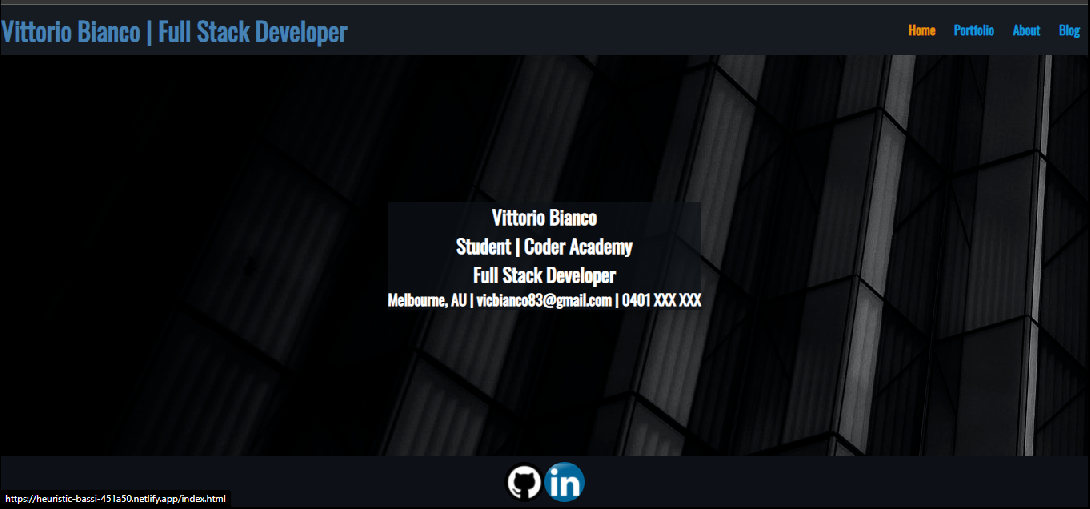 Vittorio Bianco | Full Stack Developer
Home Portfolio About Blog
Vittorio Bianco
Student | Coder Academy
Full Stack Developer
Melbourne, AU | vicbianco83@gmail.com | 0401 XXX XXX
in
https://heuristic-bassi-451a50.netlify.app/index.html